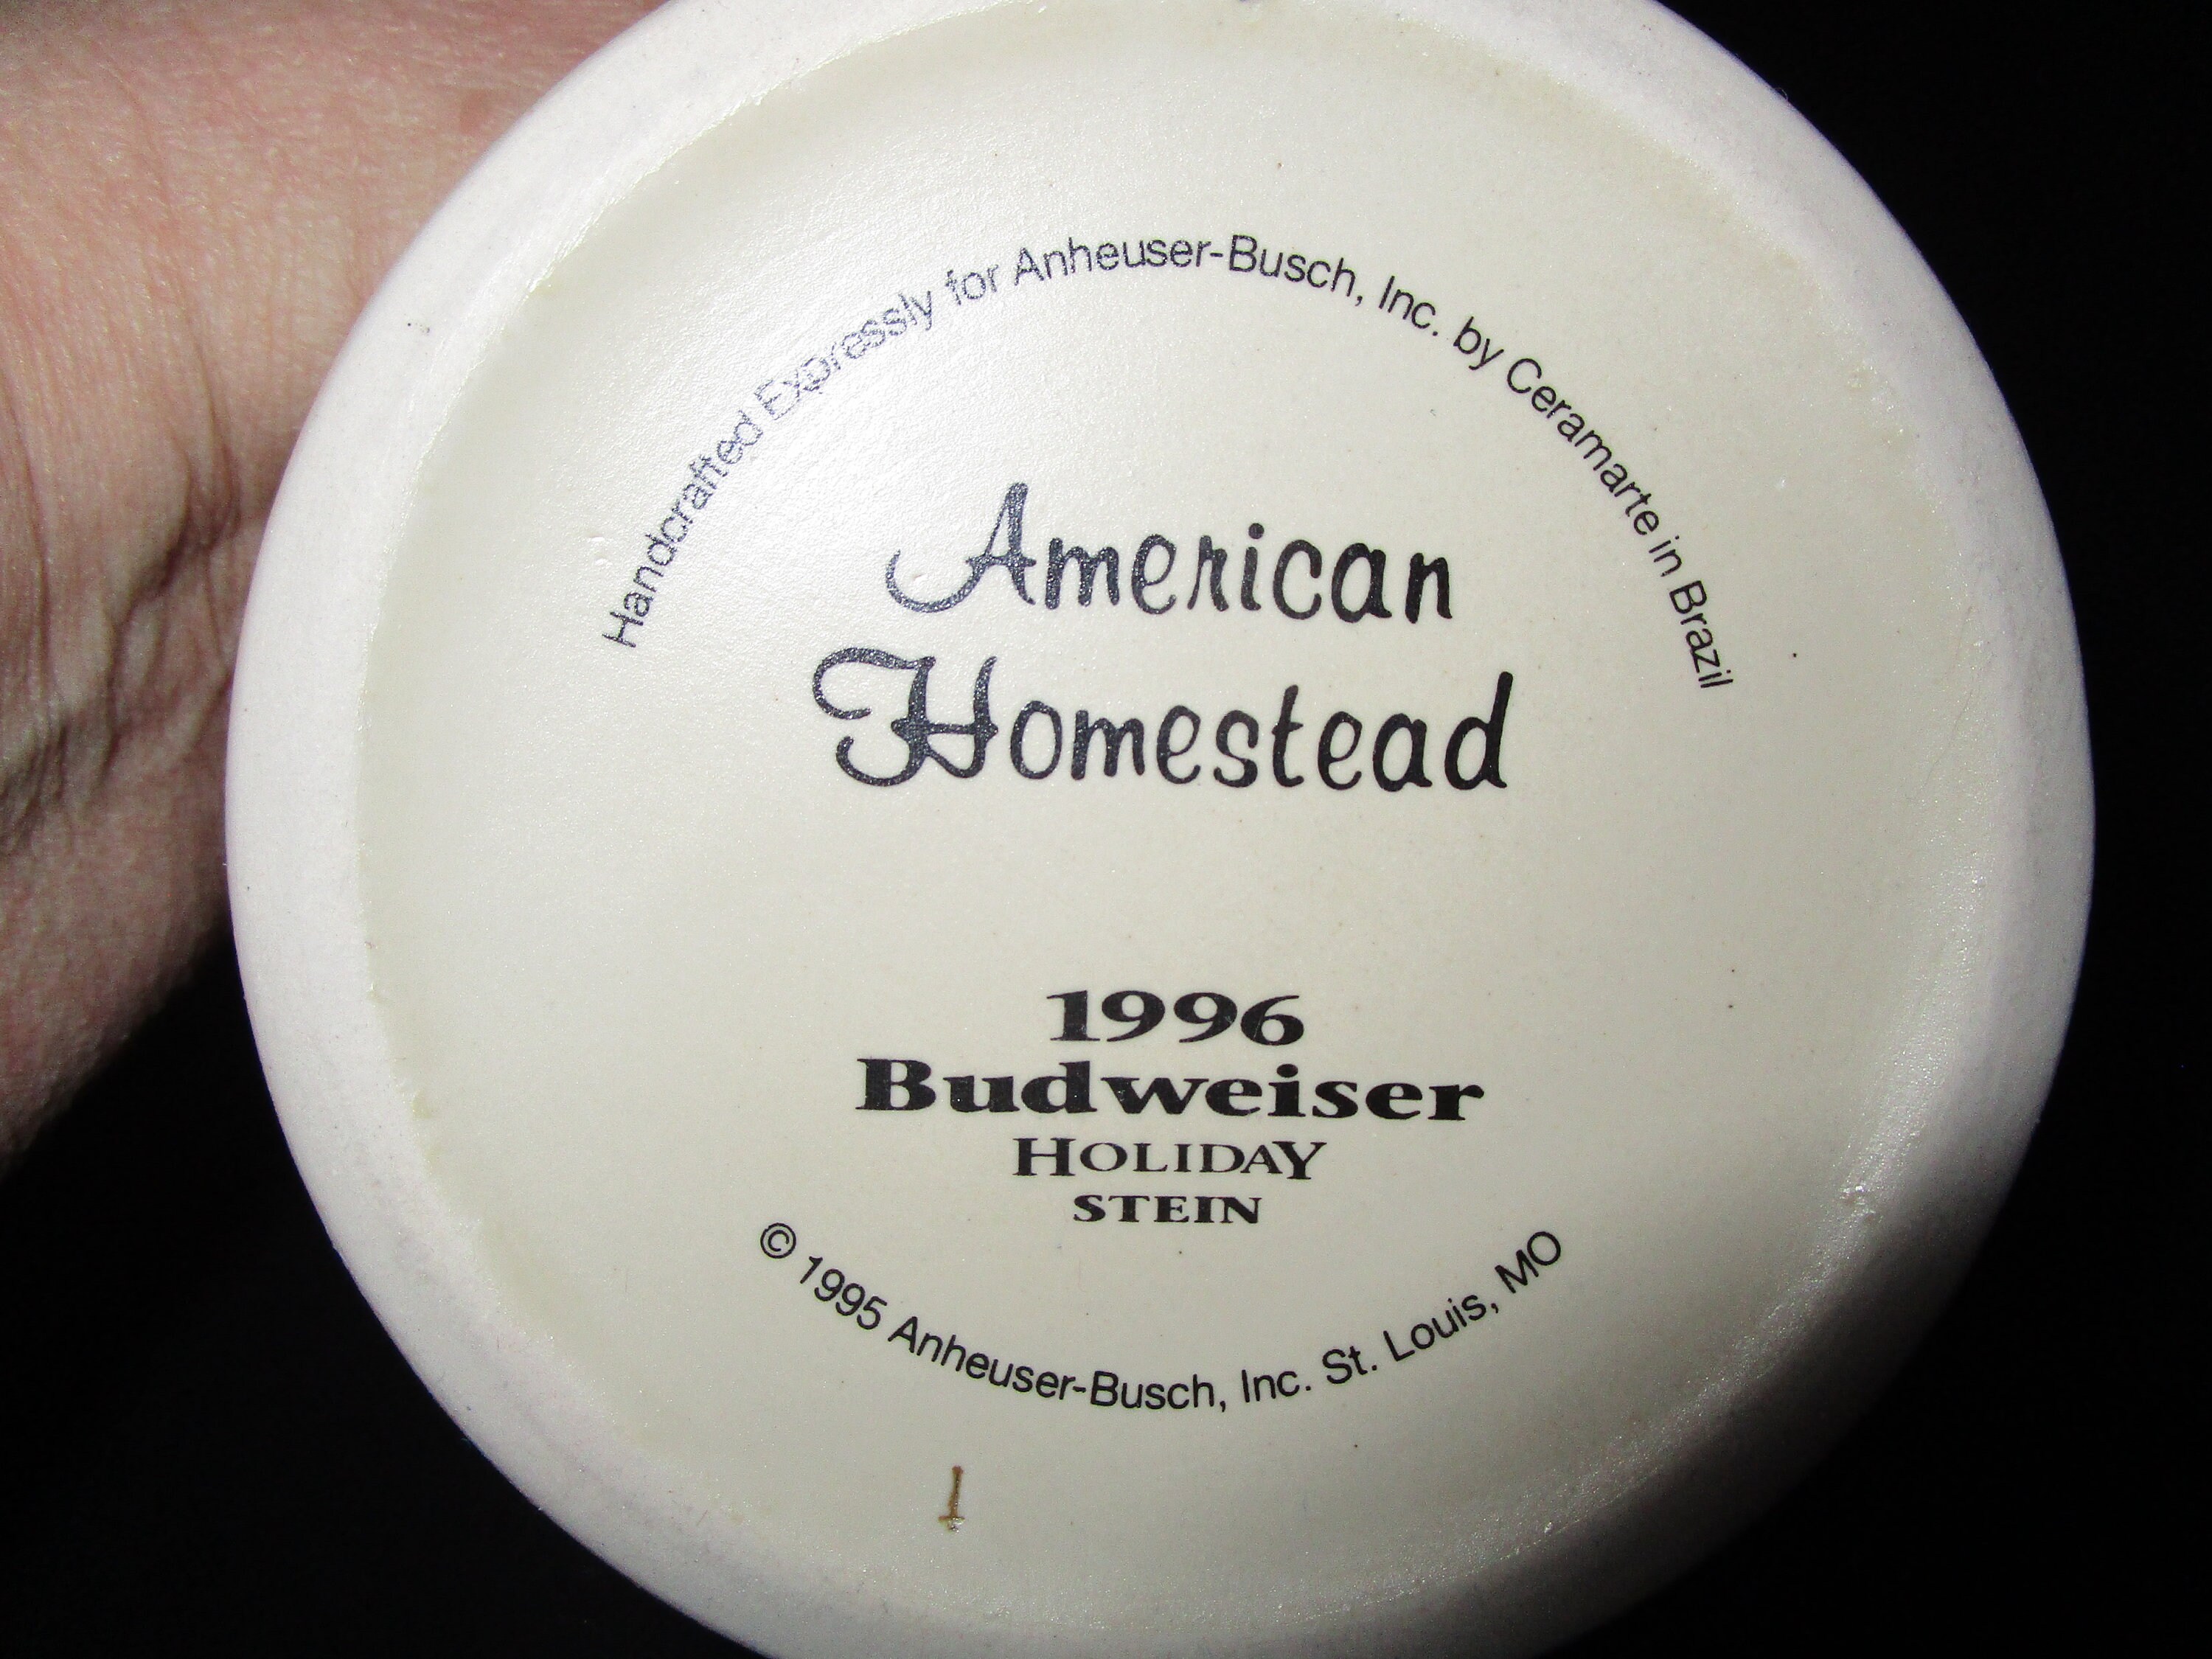 Handcrafted Expressly for Anheuser-Busch, Inc. by Ceramarte in Brazil
American
Homestead
1996
Budweiser
HOLIDAY
STEIN
© 1995 Anheuser-Busch, Inc. St. Louis, MO
1